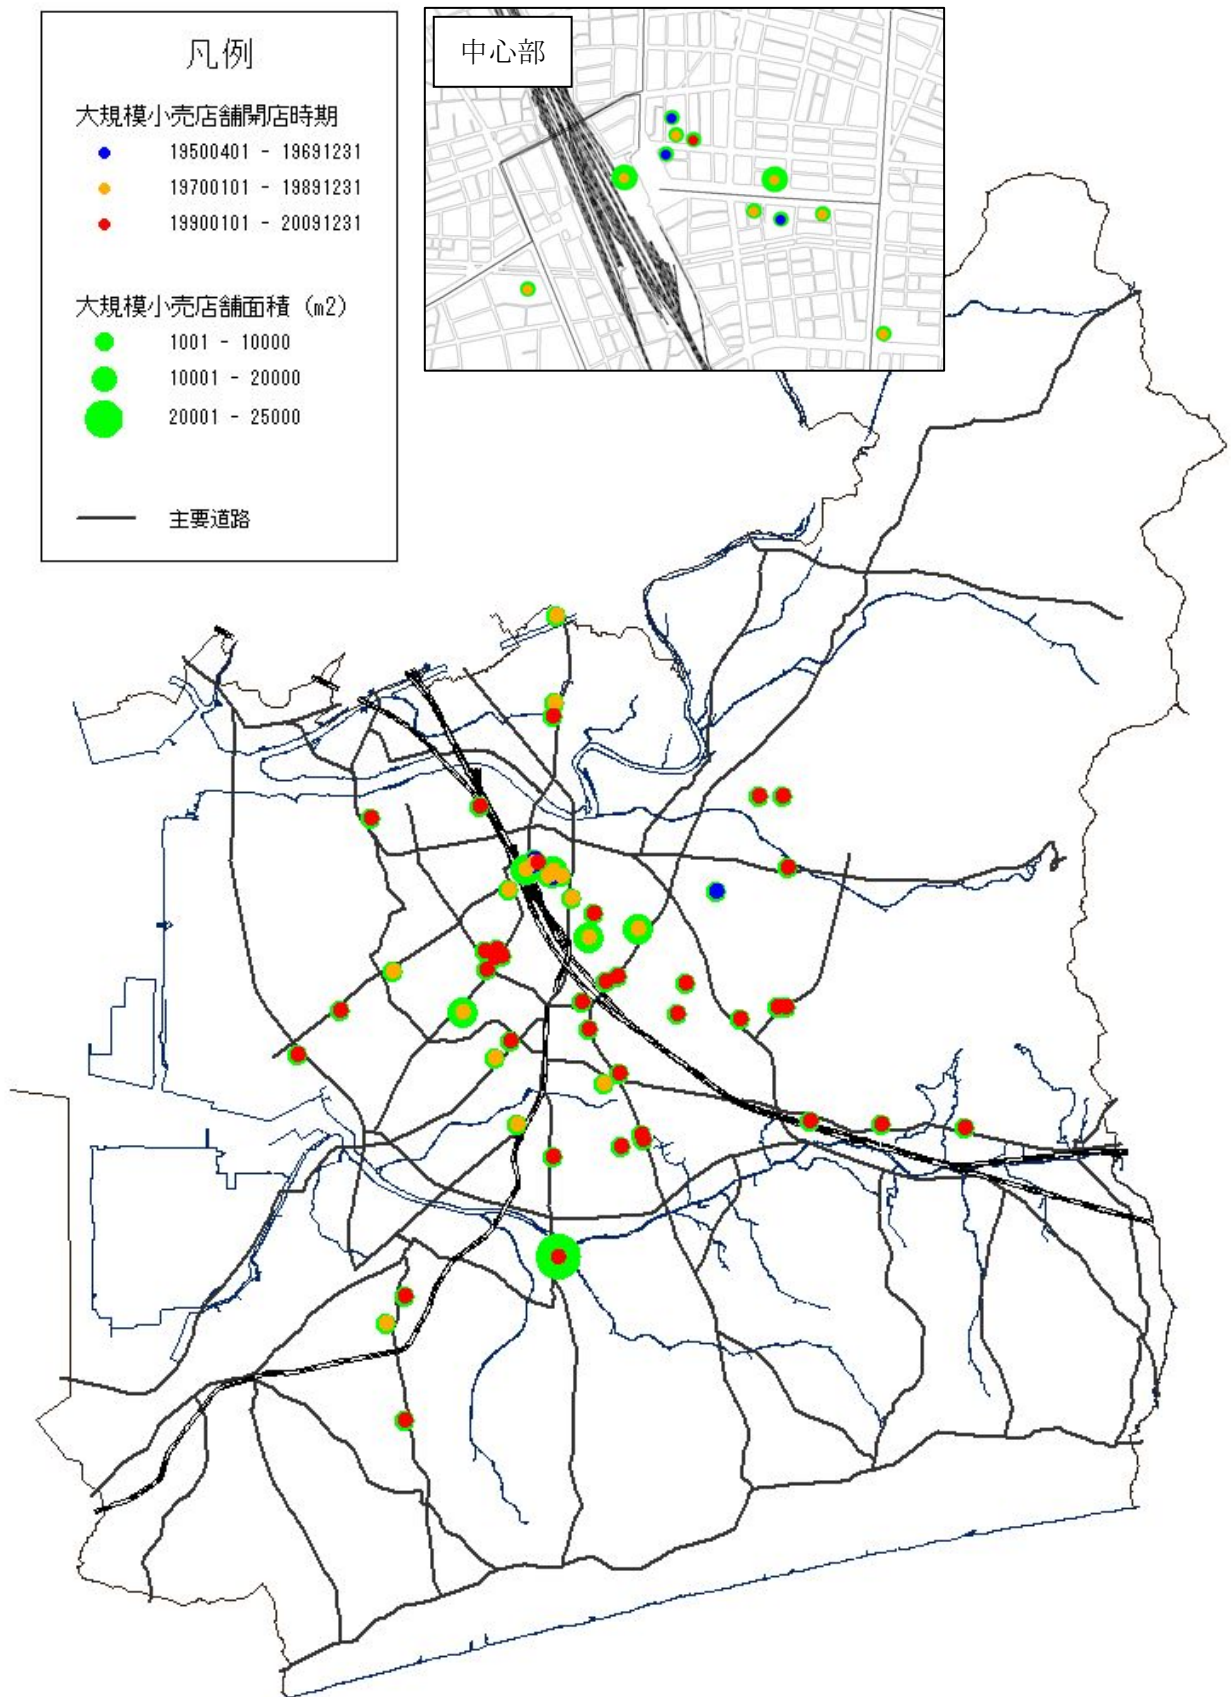 凡例
大規模小売店舗開店時期
19500401 - 19691231
19700101 - 19891231
19900101 - 20091231
大規模小売店舗面積 (m2)
1001 - 10000
10001 - 20000
20001 - 25000
主要道路
中心部